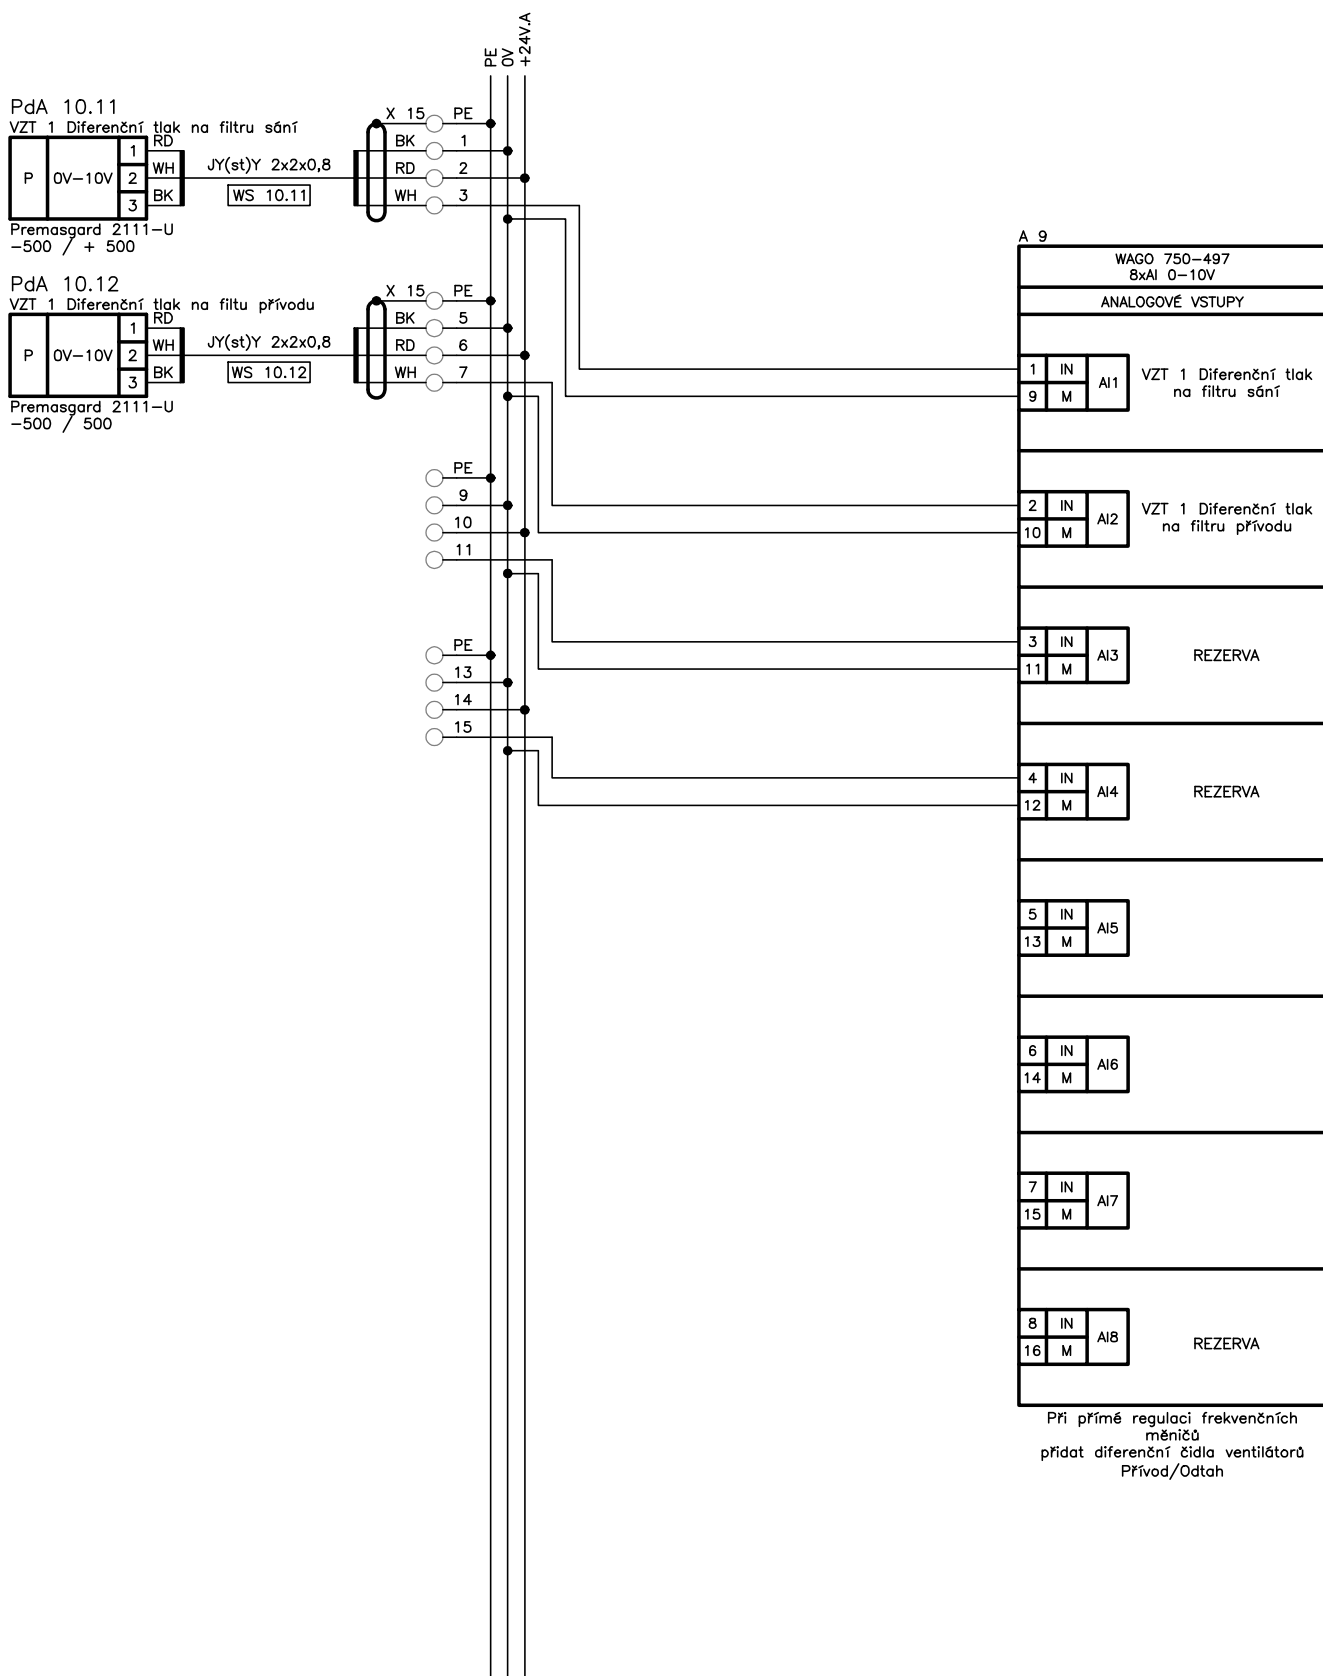 PE
0V
+24V.A
PdA 10.11
VZT 1 Diferenční tlak na filtru sání
P
0V-10V
1
2
3
RD
WH
BK
JY(st)Y 2x2x0,8
WS 10.11
Premasgard 2111-U
-500 / + 500
X 15
PE
BK
1
RD
2
WH
3
PdA 10.12
VZT 1 Diferenční tlak na filtu přívodu
P
0V-10V
1
2
3
RD
WH
BK
JY(st)Y 2x2x0,8
WS 10.12
Premasgard 2111-U
-500 / 500
X 15
PE
BK
5
RD
6
WH
7
PE
9
10
11
PE
13
14
15
A 9
WAGO 750-497
8xAI 0-10V
ANALOGOVÉ VSTUPY
1 IN
9 M
AI1
VZT 1 Diferenční tlak
na filtru sání
2 IN
10 M
AI2
VZT 1 Diferenční tlak
na filtru přívodu
3 IN
11 M
AI3
REZERVA
4 IN
12 M
AI4
REZERVA
5 IN
13 M
AI5
6 IN
14 M
AI6
7 IN
15 M
AI7
8 IN
16 M
AI8
REZERVA
Při přímé regulaci frekvenčních
měničů
přidat diferenční čidla ventilátorů
Přívod/Odtah